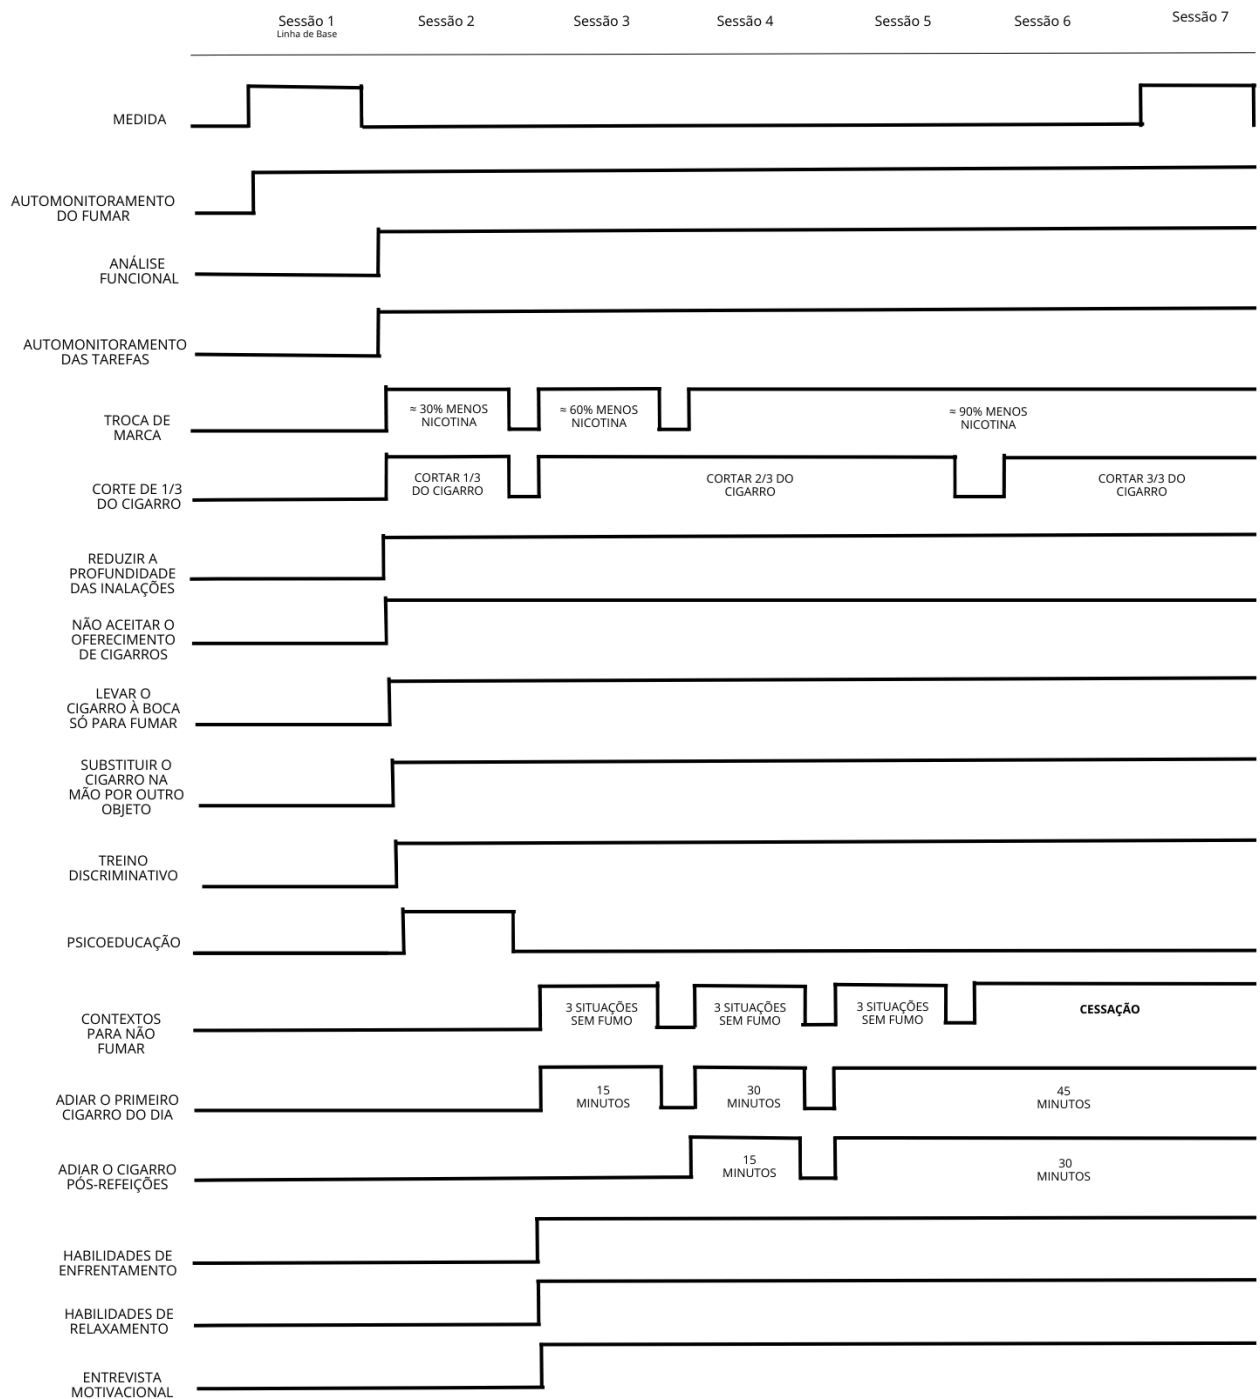 Sessão 1
Linha de Base
Sessão 2
Sessão 3
Sessão 4
Sessão 5
Sessão 6
Sessão 7
MEDIDA
AUTOMONITORAMENTO
DO FUMAR
ANÁLISE
FUNCIONAL
AUTOMONITORAMENTO
DAS TAREFAS
TROCA DE
MARCA
≈ 30% MENOS
NICOTINA
≈ 60% MENOS
NICOTINA
≈ 90% MENOS
NICOTINA
CORTE DE 1/3
DO CIGARRO
CORTAR 1/3
DO CIGARRO
CORTAR 2/3 DO
CIGARRO
CORTAR 3/3 DO
CIGARRO
REDUZIR A
PROFUNDIDADE
DAS INALAÇÕES
NÃO ACEITAR O
OFERECIMENTO
DE CIGARROS
LEVAR O
CIGARRO À BOCA
SÓ PARA FUMAR
SUBSTITUIR O
CIGARRO NA
MÃO POR OUTRO
OBJETO
TREINO
DISCRIMINATIVO
PSICOEDUCAÇÃO
CONTEXTOS
PARA NÃO
FUMAR
3 SITUAÇÕES
SEM FUMO
3 SITUAÇÕES
SEM FUMO
3 SITUAÇÕES
SEM FUMO
CESSAÇÃO
ADIAR O PRIMEIRO
CIGARRO DO DIA
15
MINUTOS
30
MINUTOS
45
MINUTOS
ADIAR O CIGARRO
PÓS-REFEIÇÕES
15
MINUTOS
30
MINUTOS
HABILIDADES DE
ENFRENTAMENTO
HABILIDADES DE
RELAXAMENTO
ENTREVISTA
MOTIVACIONAL